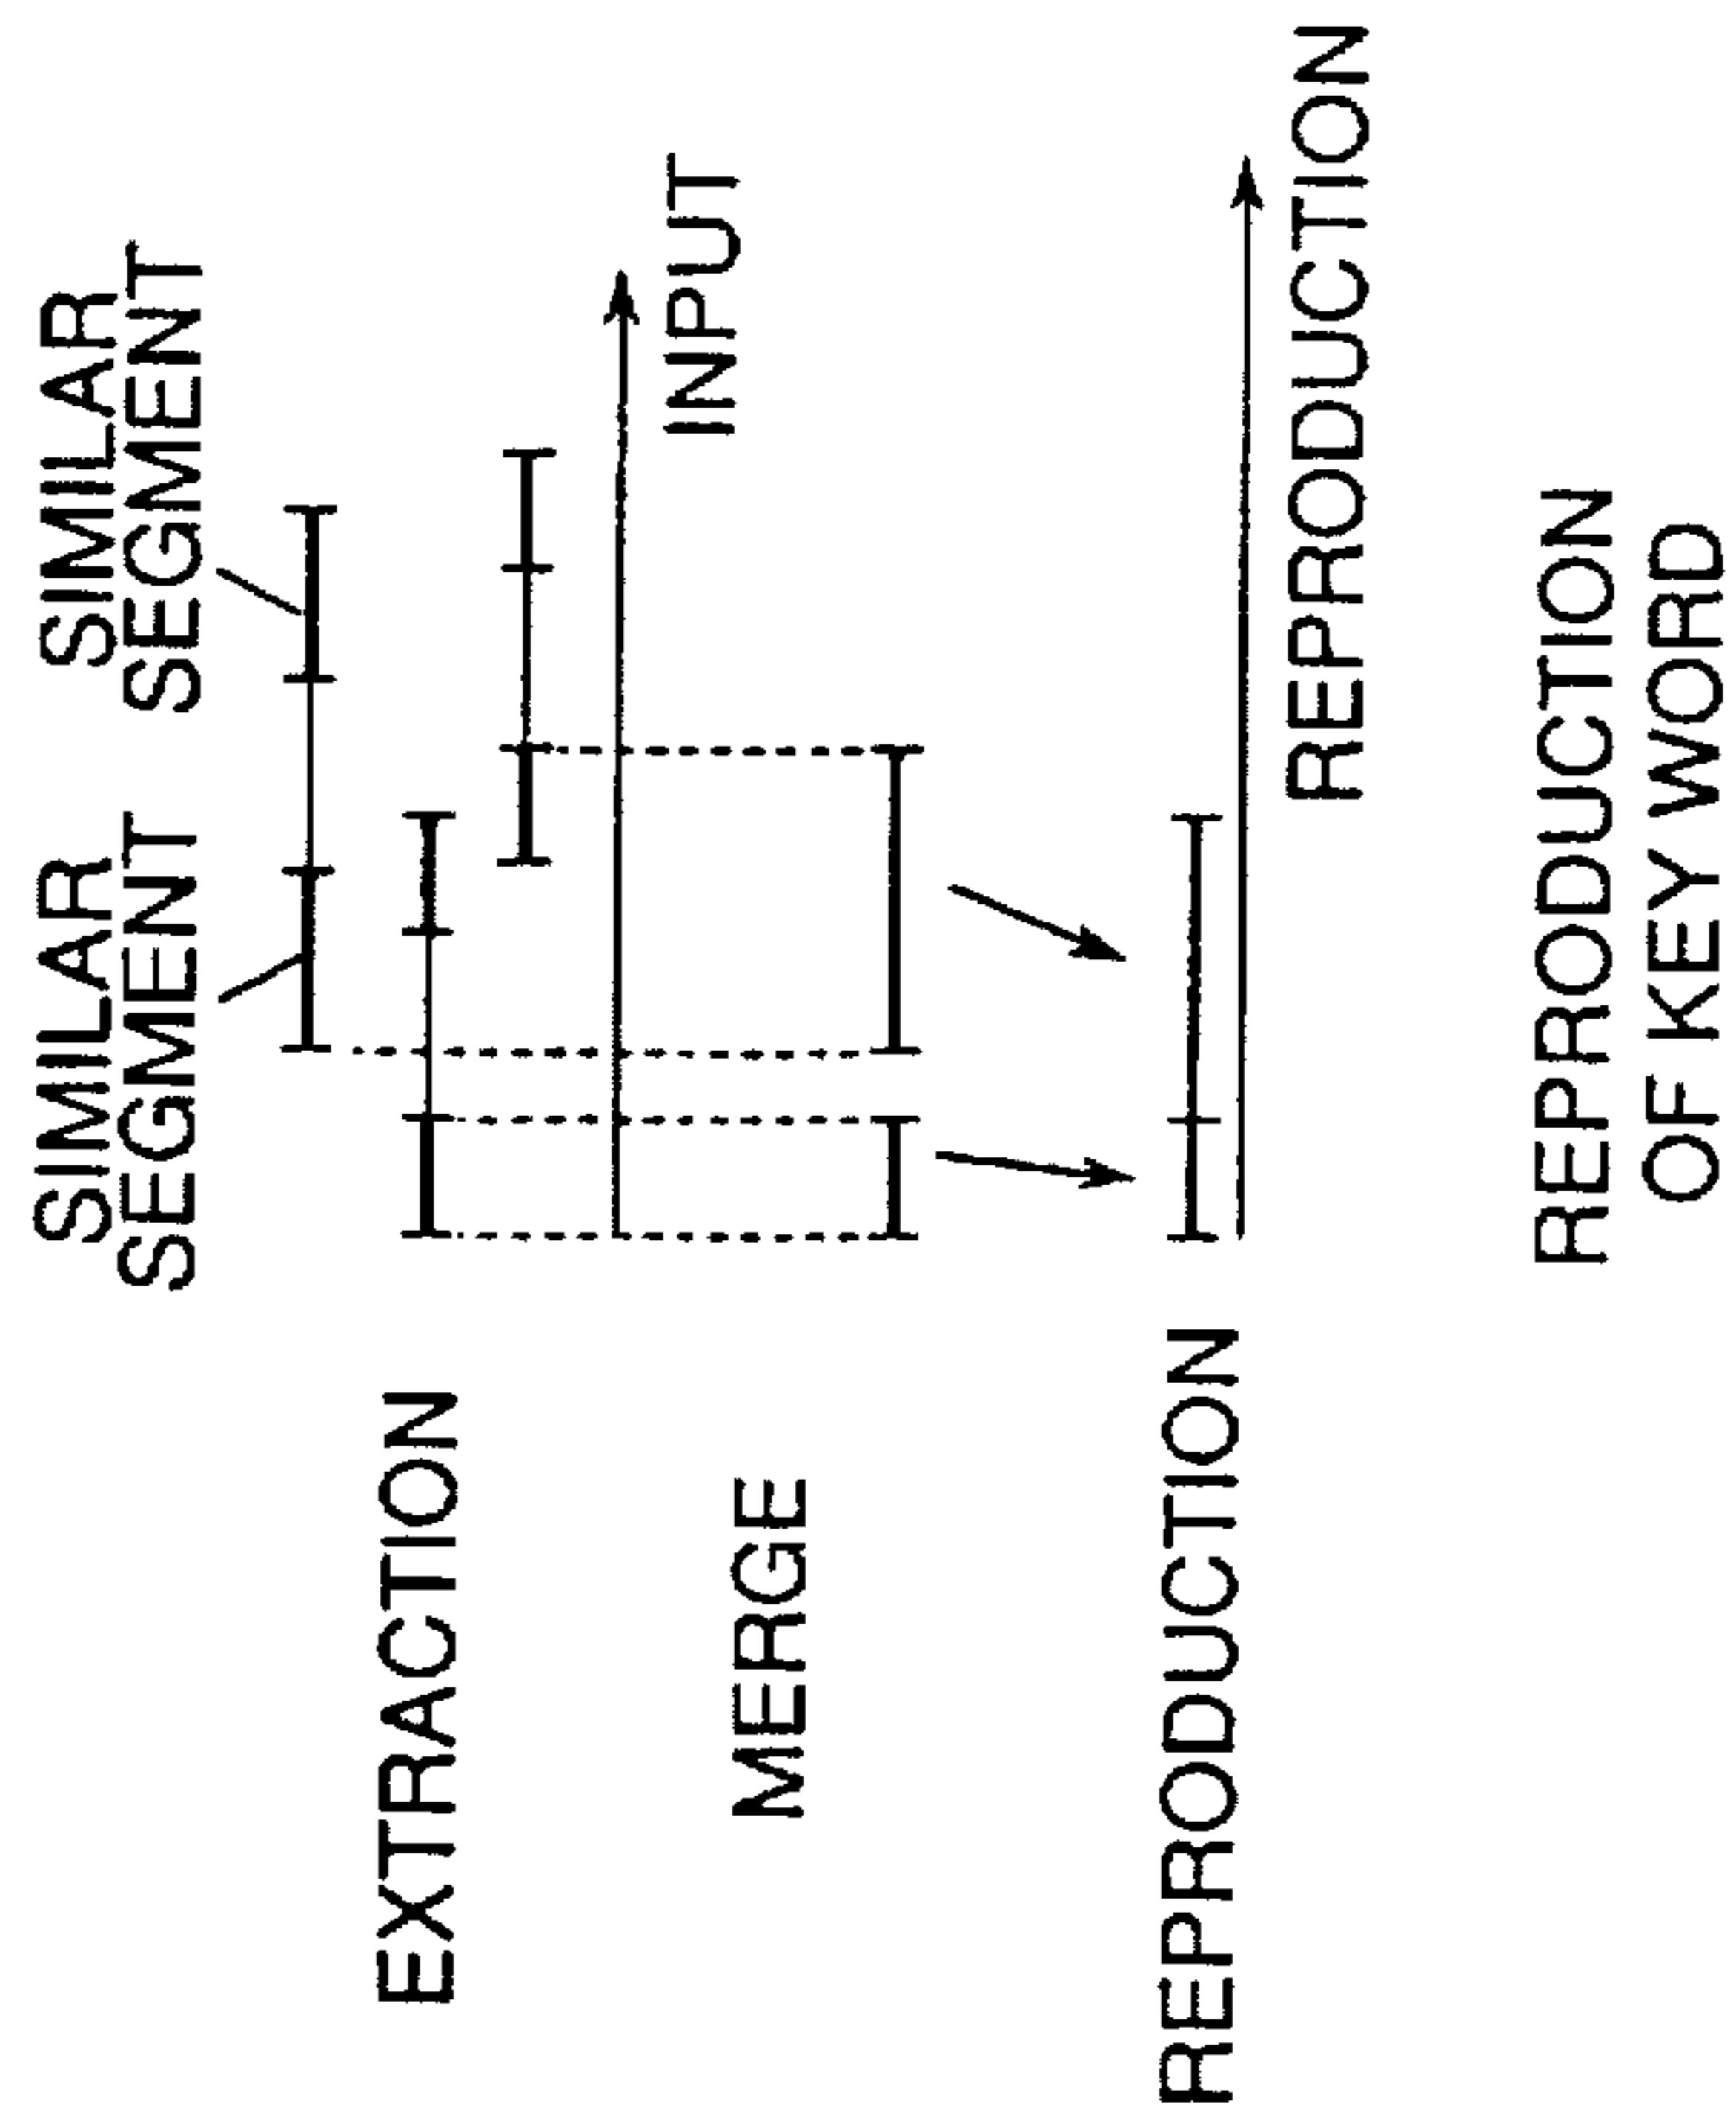 SIMILAR
SEGMENT
SIMILAR
SEGMENT
EXTRACTION
INPUT
MERGE
REPRODUCTION
REPRODUCTION
REPRODUCTION
OF KEY WORD